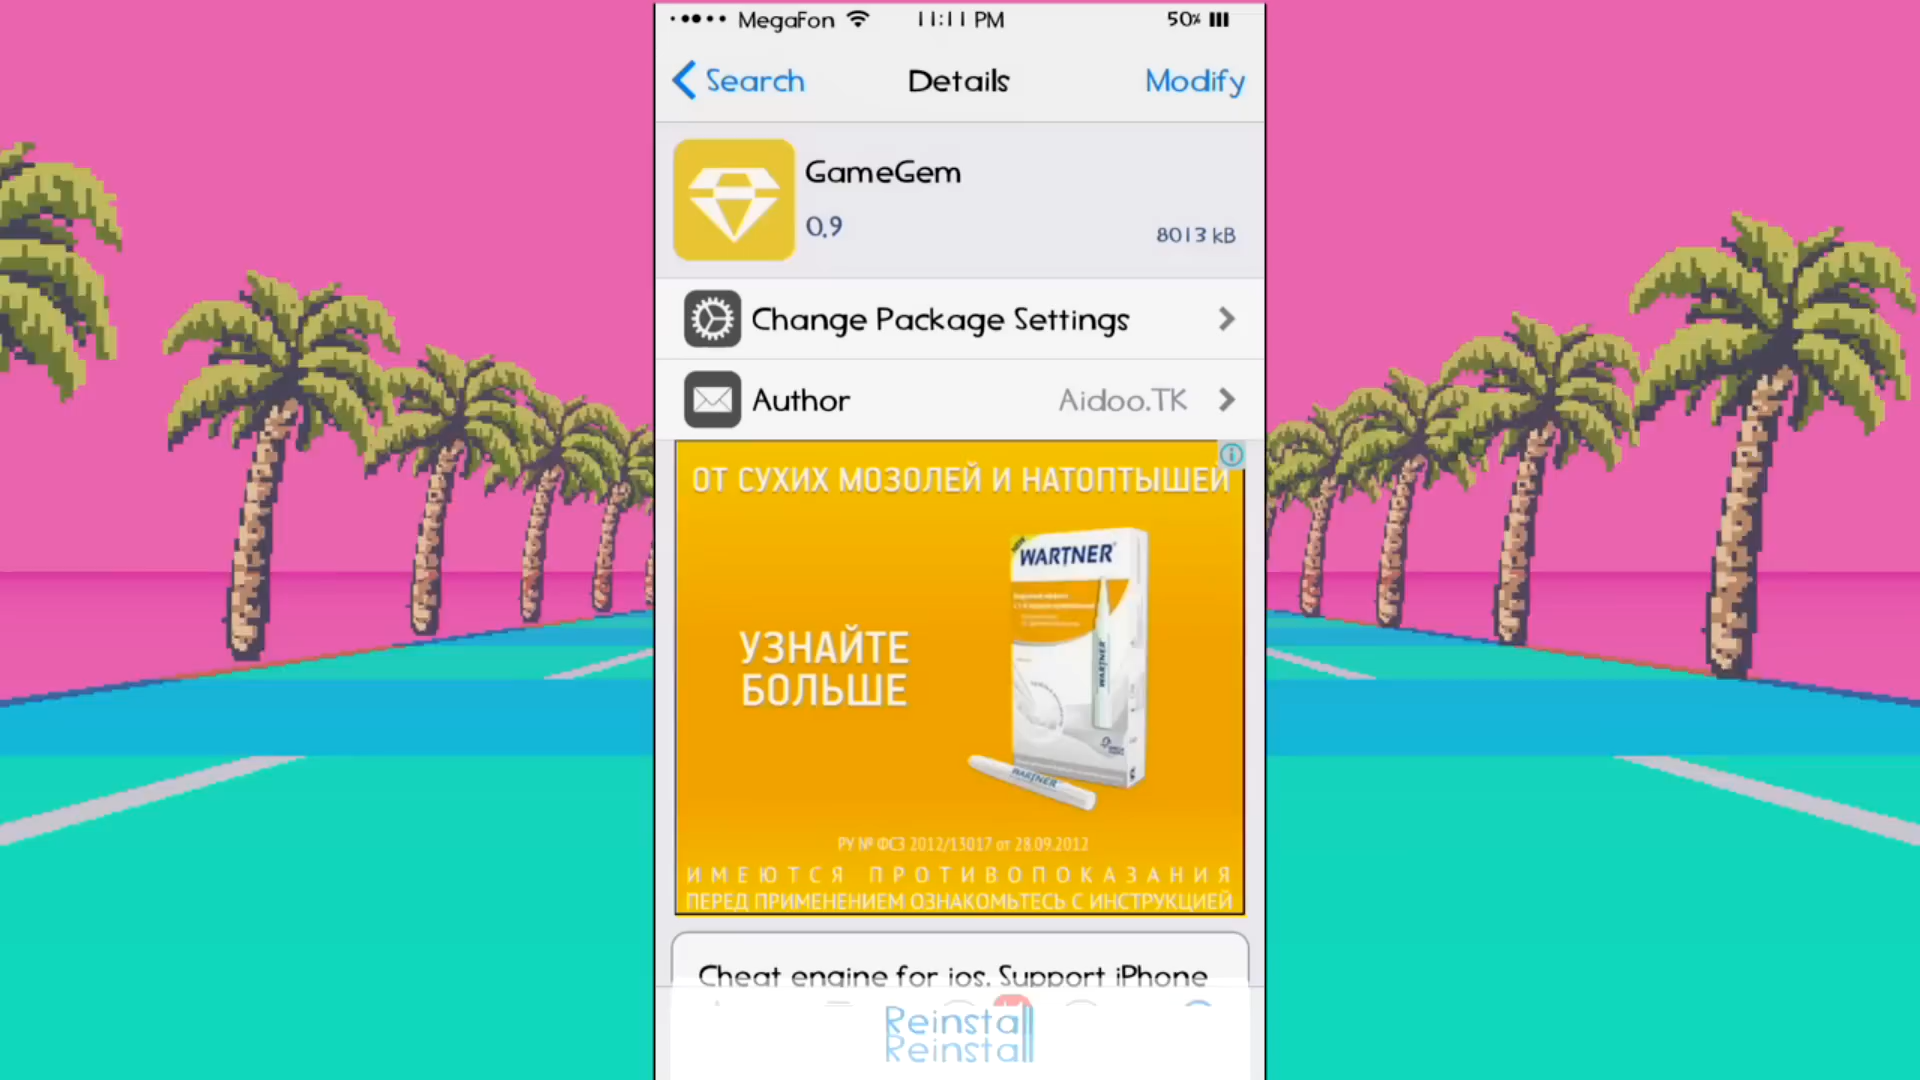 MegaFon 11:11 PM 50%
Search Details Modify
GameGem
0.9
8013 kB
Change Package Settings
Author Aidoo.TK
ОТ СУХИХ МОЗОЛЕЙ И НАТОПТЫШЕЙ
WARTNER
УЗНАЙТЕ
БОЛЬШЕ
WARTNER
WARTNER
РУ № ФСЗ 2012/13017 от 28.09.2012
ИМЕЮТСЯ ПРОТИВОПОКАЗАНИЯ
ПЕРЕД ПРИМЕНЕНИЕМ ОЗНАКОМЬТЕСЬ С ИНСТРУКЦИЕЙ
Cheat engine for ios. Support iPhone
Reinstall
Reinstall